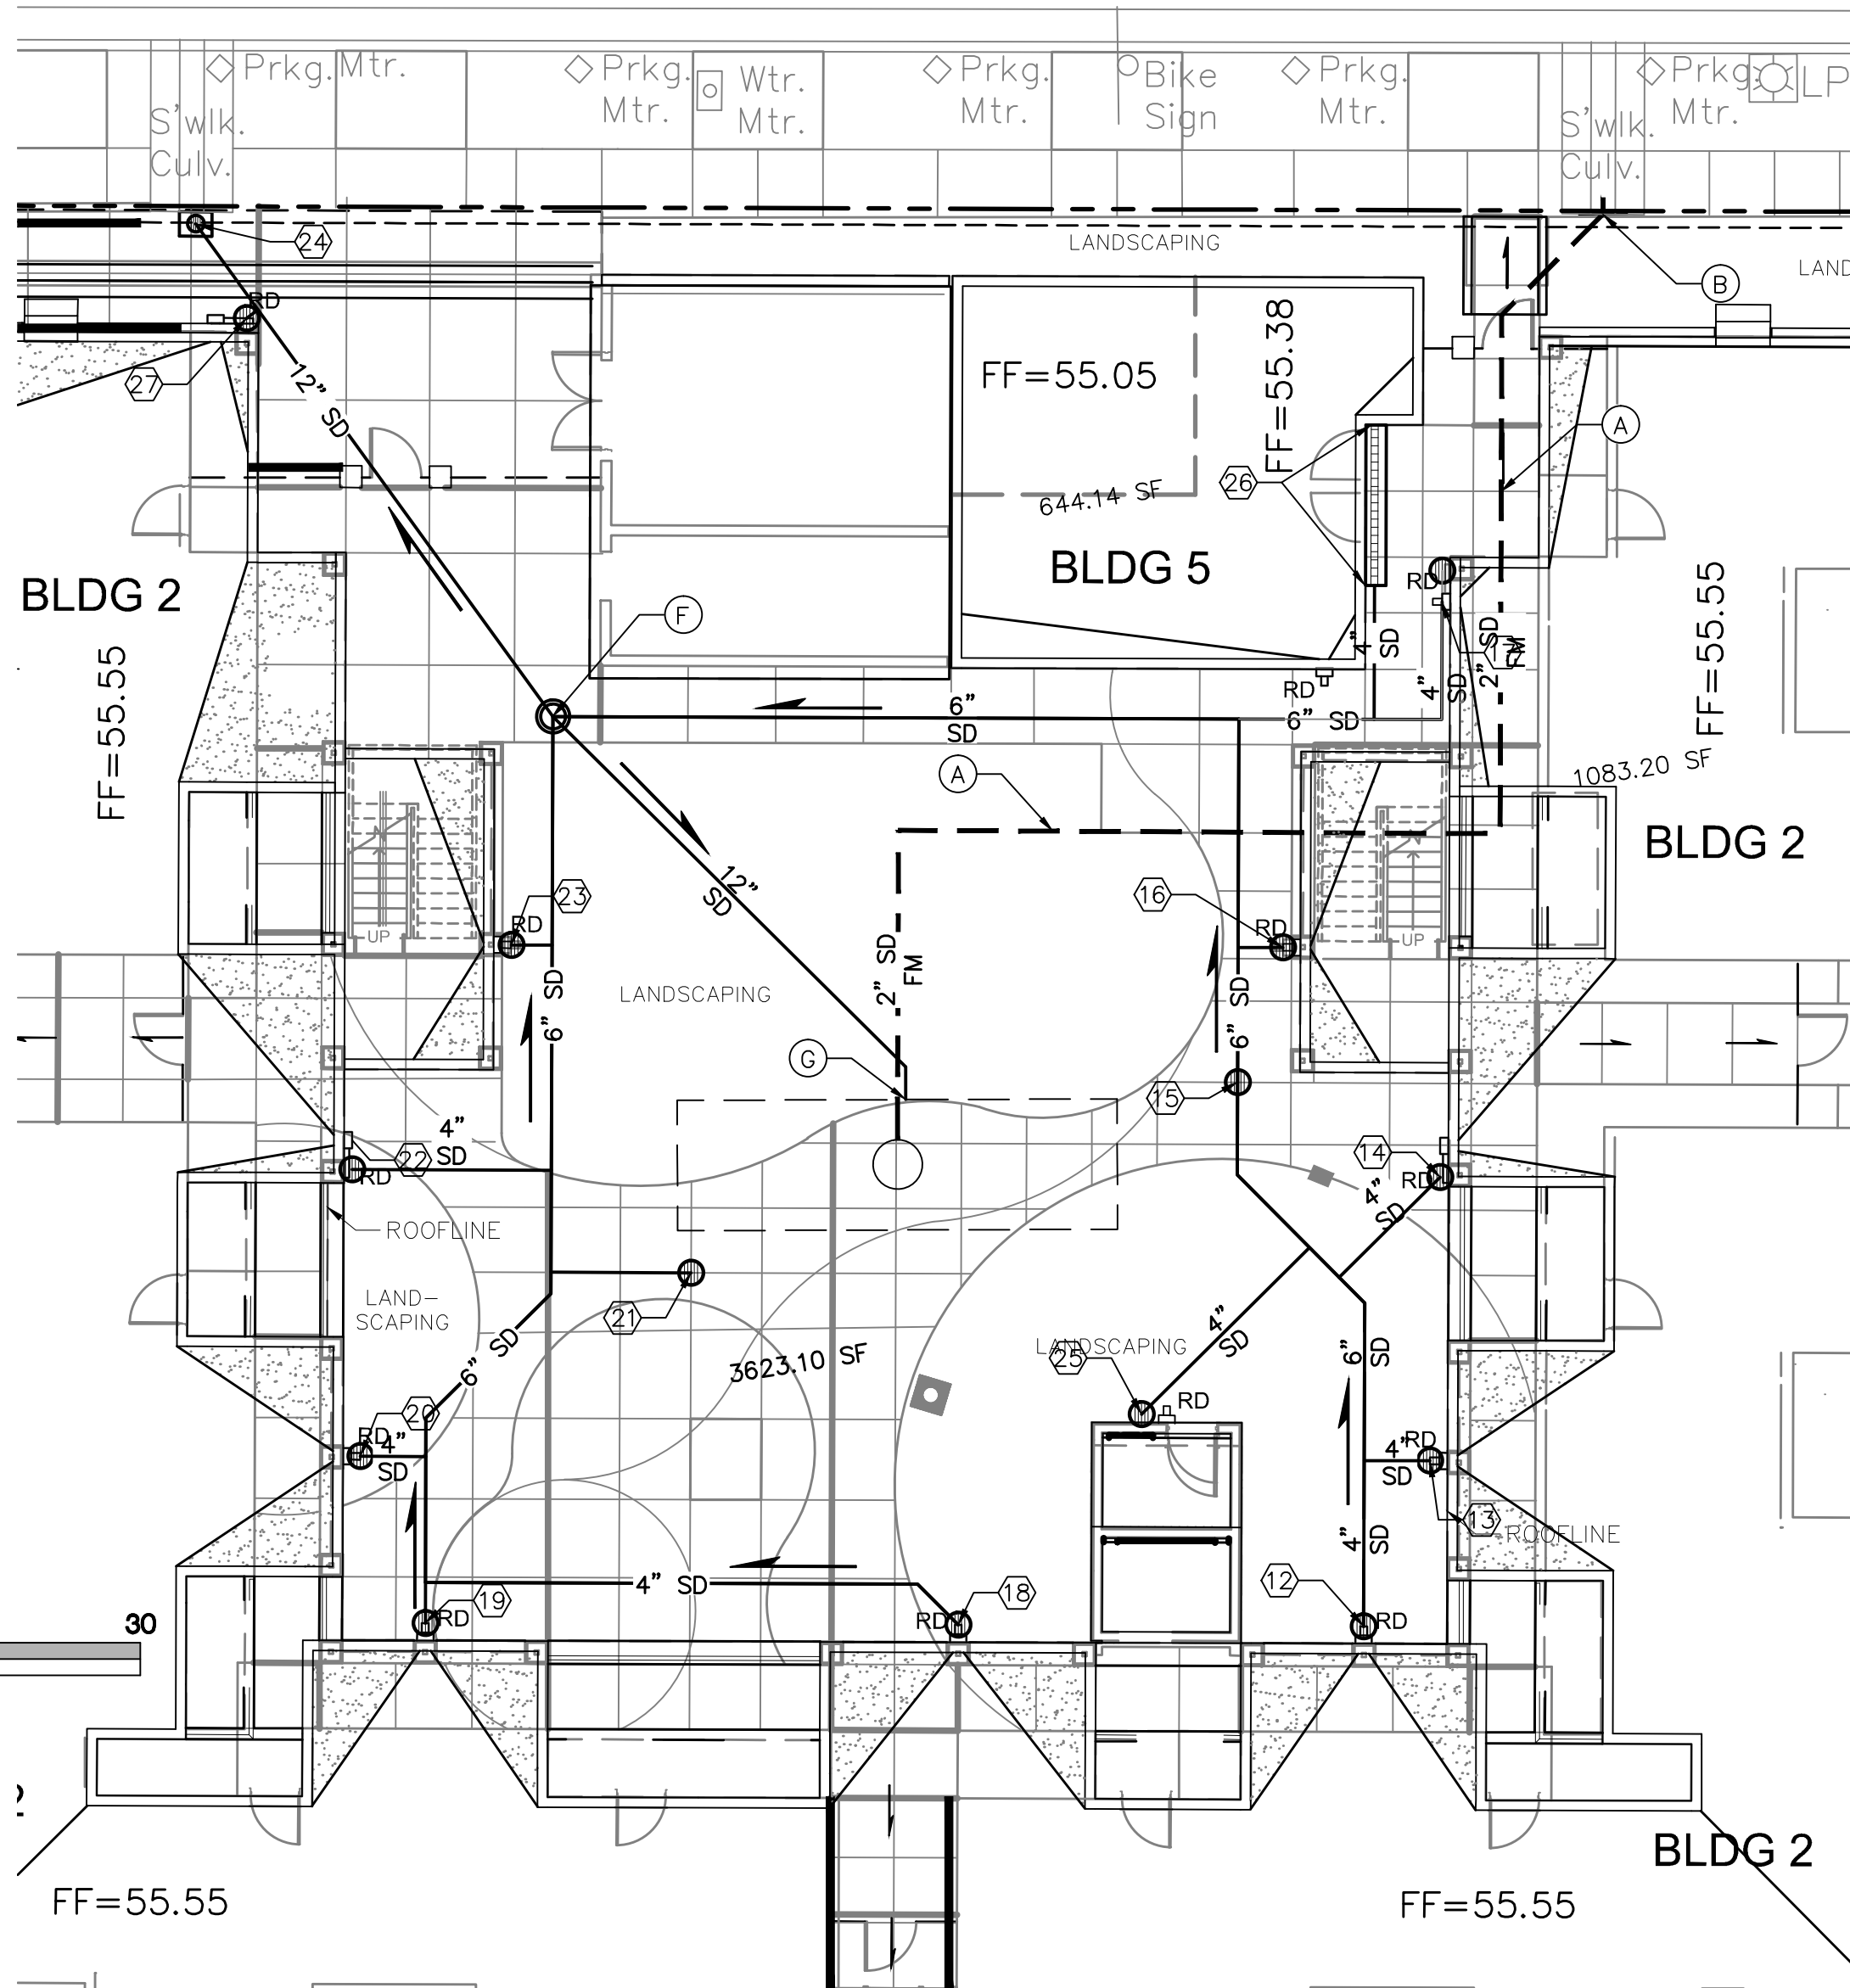 Prkg. Mtr.
Prkg.
Mtr.
Wtr.
Mtr.
Prkg.
Mtr.
Bike
Sign
Prkg.
Mtr.
Prkg.
Mtr.
LP
S'wlk.
Culv.
S'wlk.
Culv.
24
LANDSCAPING
B
LAND
RD
27
12"
SD
FF=55.05
FF=55.38
A
26
644.14 SF
BLDG 5
BLDG 2
RD
FF=55.55
F
4"
SD
17
4"
SD
2" SD
FM
FF=55.55
RD
6"
SD
6" SD
A
1083.20 SF
BLDG 2
12"
SD
23
RD
16
RD
UP
UP
2" SD
FM
LANDSCAPING
6" SD
6" SD
G
15
4"
SD
22
RD
14
RD
4"
SD
ROOFLINE
LAND-
SCAPING
21
6" SD
3623.10 SF
LANDSCAPING
4"
SD
25
RD
6"
SD
20
RD
4"
SD
4"
RD
SD
13
ROOFLINE
4"
SD
4" SD
19
RD
18
RD
12
RD
30
2
BLDG 2
FF=55.55
FF=55.55